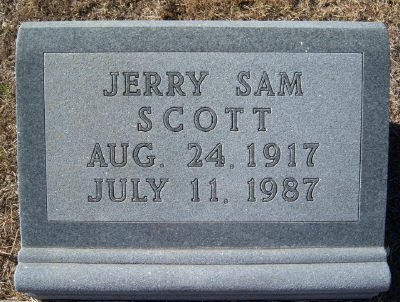 JERRY SAM
SCOTT
AUG. 24, 1917
JULY 11, 1987